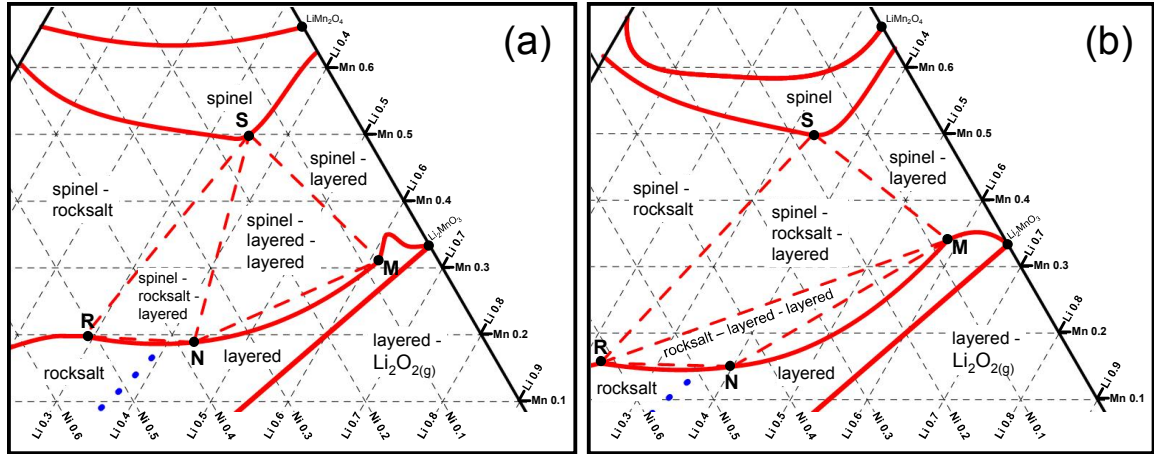 (a)
LiMn2O4
Li 0.4
Mn 0.6
spinel
Li 0.5
S
Mn 0.5
spinel -
layered
Li 0.6
spinel -
rocksalt
Mn 0.4
spinel -
layered -
layered
Li2MnO3
Li 0.7
M
Mn 0.3
spinel -
rocksalt -
layered
Li 0.8
R
Mn 0.2
N
layered
layered -
Li2O2(g)
rocksalt
Li 0.9
Mn 0.1
Li 0.3
Ni 0.6
Li 0.4
Ni 0.5
Li 0.5
Ni 0.4
Li 0.6
Ni 0.3
Li 0.7
Ni 0.2
Li 0.8
Ni 0.1
(b)
LiMn2O4
Li 0.4
Mn 0.6
spinel
Li 0.5
S
Mn 0.5
spinel -
layered
Li 0.6
spinel -
rocksalt
Mn 0.4
spinel -
rocksalt -
layered
Li2MnO3
Li 0.7
M
Mn 0.3
rocksalt – layered - layered
Li 0.8
R
Mn 0.2
N
layered
layered -
Li2O2(g)
rocksalt
Li 0.9
Mn 0.1
Li 0.3
Ni 0.6
Li 0.4
Ni 0.5
Li 0.5
Ni 0.4
Li 0.6
Ni 0.3
Li 0.7
Ni 0.2
Li 0.8
Ni 0.1